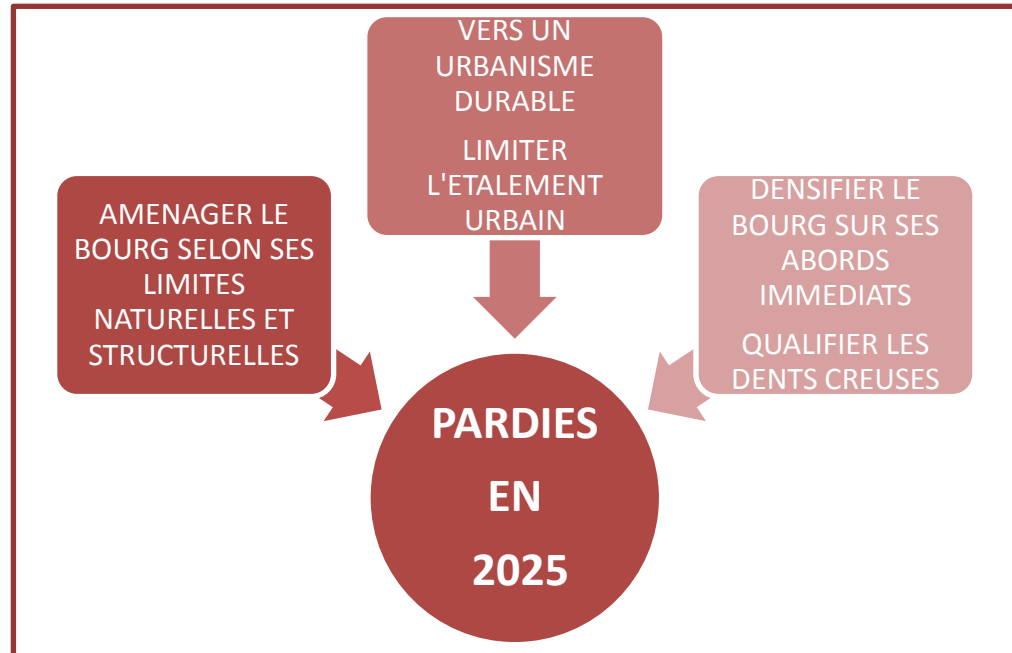 VERS UN
URBANISME
DURABLE
LIMITER
L'ETALEMENT
URBAIN
AMENAGER LE
BOURG SELON SES
LIMITES
NATURELLES ET
STRUCTURELLES
DENSIFIER LE
BOURG SUR SES
ABORDS
IMMEDIATS
QUALIFIER LES
DENTS CREUSES
PARDIES
EN
2025